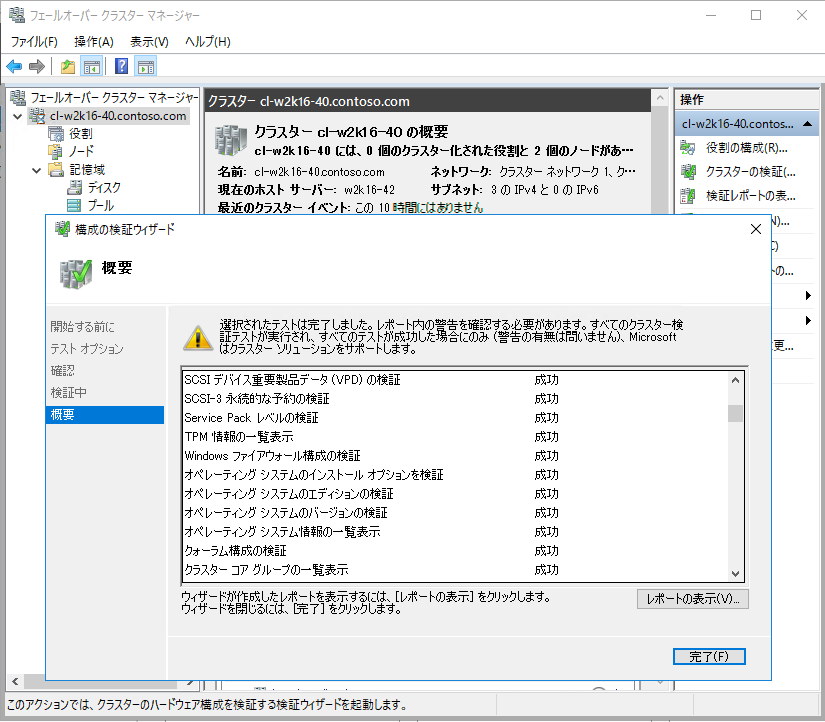 フェールオーバー クラスター マネージャー
ファイル(F) 操作(A) 表示(V) ヘルプ(H)
フェールオーバー クラスター マネージャー
cl-w2k16-40.contoso.com
役割
ノード
記憶域
ディスク
プール
クラスター cl-w2k16-40.contoso.com
クラスター cl-w2k16-40 の概要
cl-w2k16-40 には、0 個のクラスター化された役割と 2 個のノードがあ…
名前: cl-w2k16-40.contoso.com ネットワーク: クラスター ネットワーク 1、ク…
現在のホスト サーバー: w2k16-42 サブネット: 3 の IPv4 と 0 の IPv6
最近のクラスター イベント: この 10 時間にはありません
操作
cl-w2k16-40.contos...
役割の構成(R)...
クラスターの検証(...
検証レポートの表...
N)...
C)
の...
更...
構成の検証ウィザード
概要
開始する前に
テスト オプション
確認
検証中
概要
選択されたテストは完了しました。レポート内の警告を確認する必要があります。すべてのクラスター検
証テストが実行され、すべてのテストが成功した場合にのみ (警告の有無は問いません)、Microsoft
はクラスター ソリューションをサポートします。
SCSI デバイス重要製品データ (VPD) の検証 成功
SCSI-3 永続的な予約の検証 成功
Service Pack レベルの検証 成功
TPM 情報の一覧表示 成功
Windows ファイアウォール構成の検証 成功
オペレーティング システムのインストール オプションを検証 成功
オペレーティング システムのエディションの検証 成功
オペレーティング システムのバージョンの検証 成功
オペレーティング システム情報の一覧表示 成功
クォーラム構成の検証 成功
クラスター コア グループの一覧表示 成功
ウィザードが作成したレポートを表示するには、[レポートの表示] をクリックします。
ウィザードを閉じるには、[完了] をクリックします。
レポートの表示(V)...
完了(F)
このアクションでは、クラスターのハードウェア構成を検証する検証ウィザードを起動します。